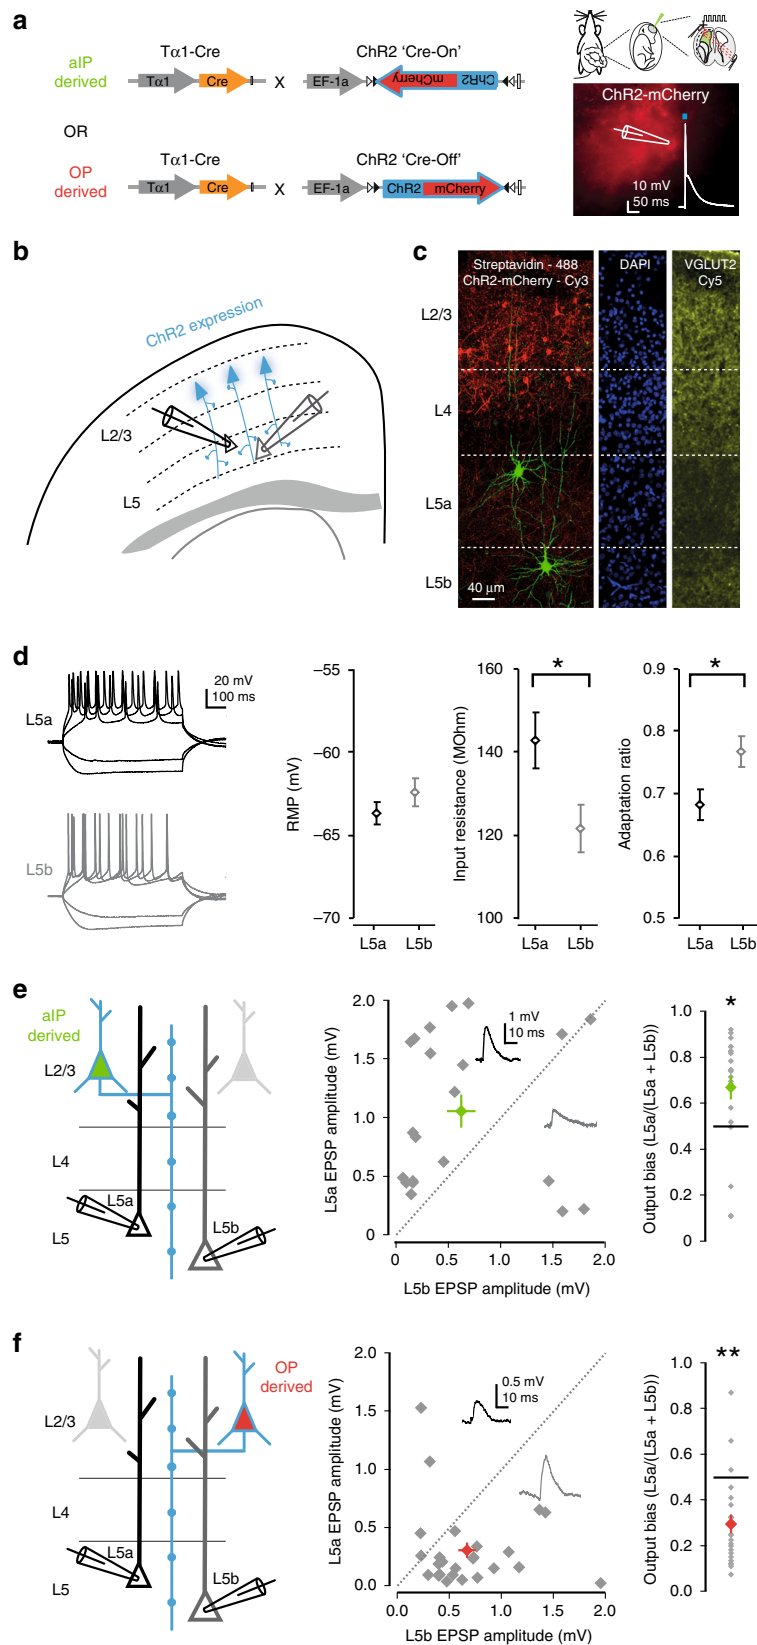 a
aIP derived
Tα1-Cre
ChR2 'Cre-On'
Tα1
Cre
X
EF-1a
mCherry
ChR2
OR
OP derived
Tα1-Cre
ChR2 'Cre-Off'
Tα1
Cre
X
EF-1a
ChR2
mCherry
ChR2-mCherry
10 mV
50 ms
b
ChR2 expression
L2/3
L5
c
Streptavidin - 488
ChR2-mCherry - Cy3
DAPI
VGLUT2
Cy5
L2/3
L4
L5a
L5b
40 μm
d
L5a
20 mV
100 ms
L5b
RMP (mV)
−55
−60
−65
−70
L5a
L5b
Input resistance (MOhm)
160
140
120
100
*
L5a
L5b
Adaptation ratio
0.9
0.8
0.7
0.6
0.5
*
L5a
L5b
e
aIP
derived
L2/3
L4
L5
L5a
L5b
L5a EPSP amplitude (mV)
2.0
1.5
1.0
0.5
0
1 mV
10 ms
0
0.5
1.0
1.5
2.0
L5b EPSP amplitude (mV)
Output bias (L5a/(L5a + L5b))
1.0
0.8
0.6
0.4
0.2
0.0
*
f
OP
derived
L2/3
L4
L5
L5a
L5b
L5a EPSP amplitude (mV)
2.0
1.5
1.0
0.5
0.0
0.5 mV
10 ms
0.0
0.5
1.0
1.5
2.0
L5b EPSP amplitude (mV)
Output bias (L5a/(L5a + L5b))
1.0
0.8
0.6
0.4
0.2
0.0
**